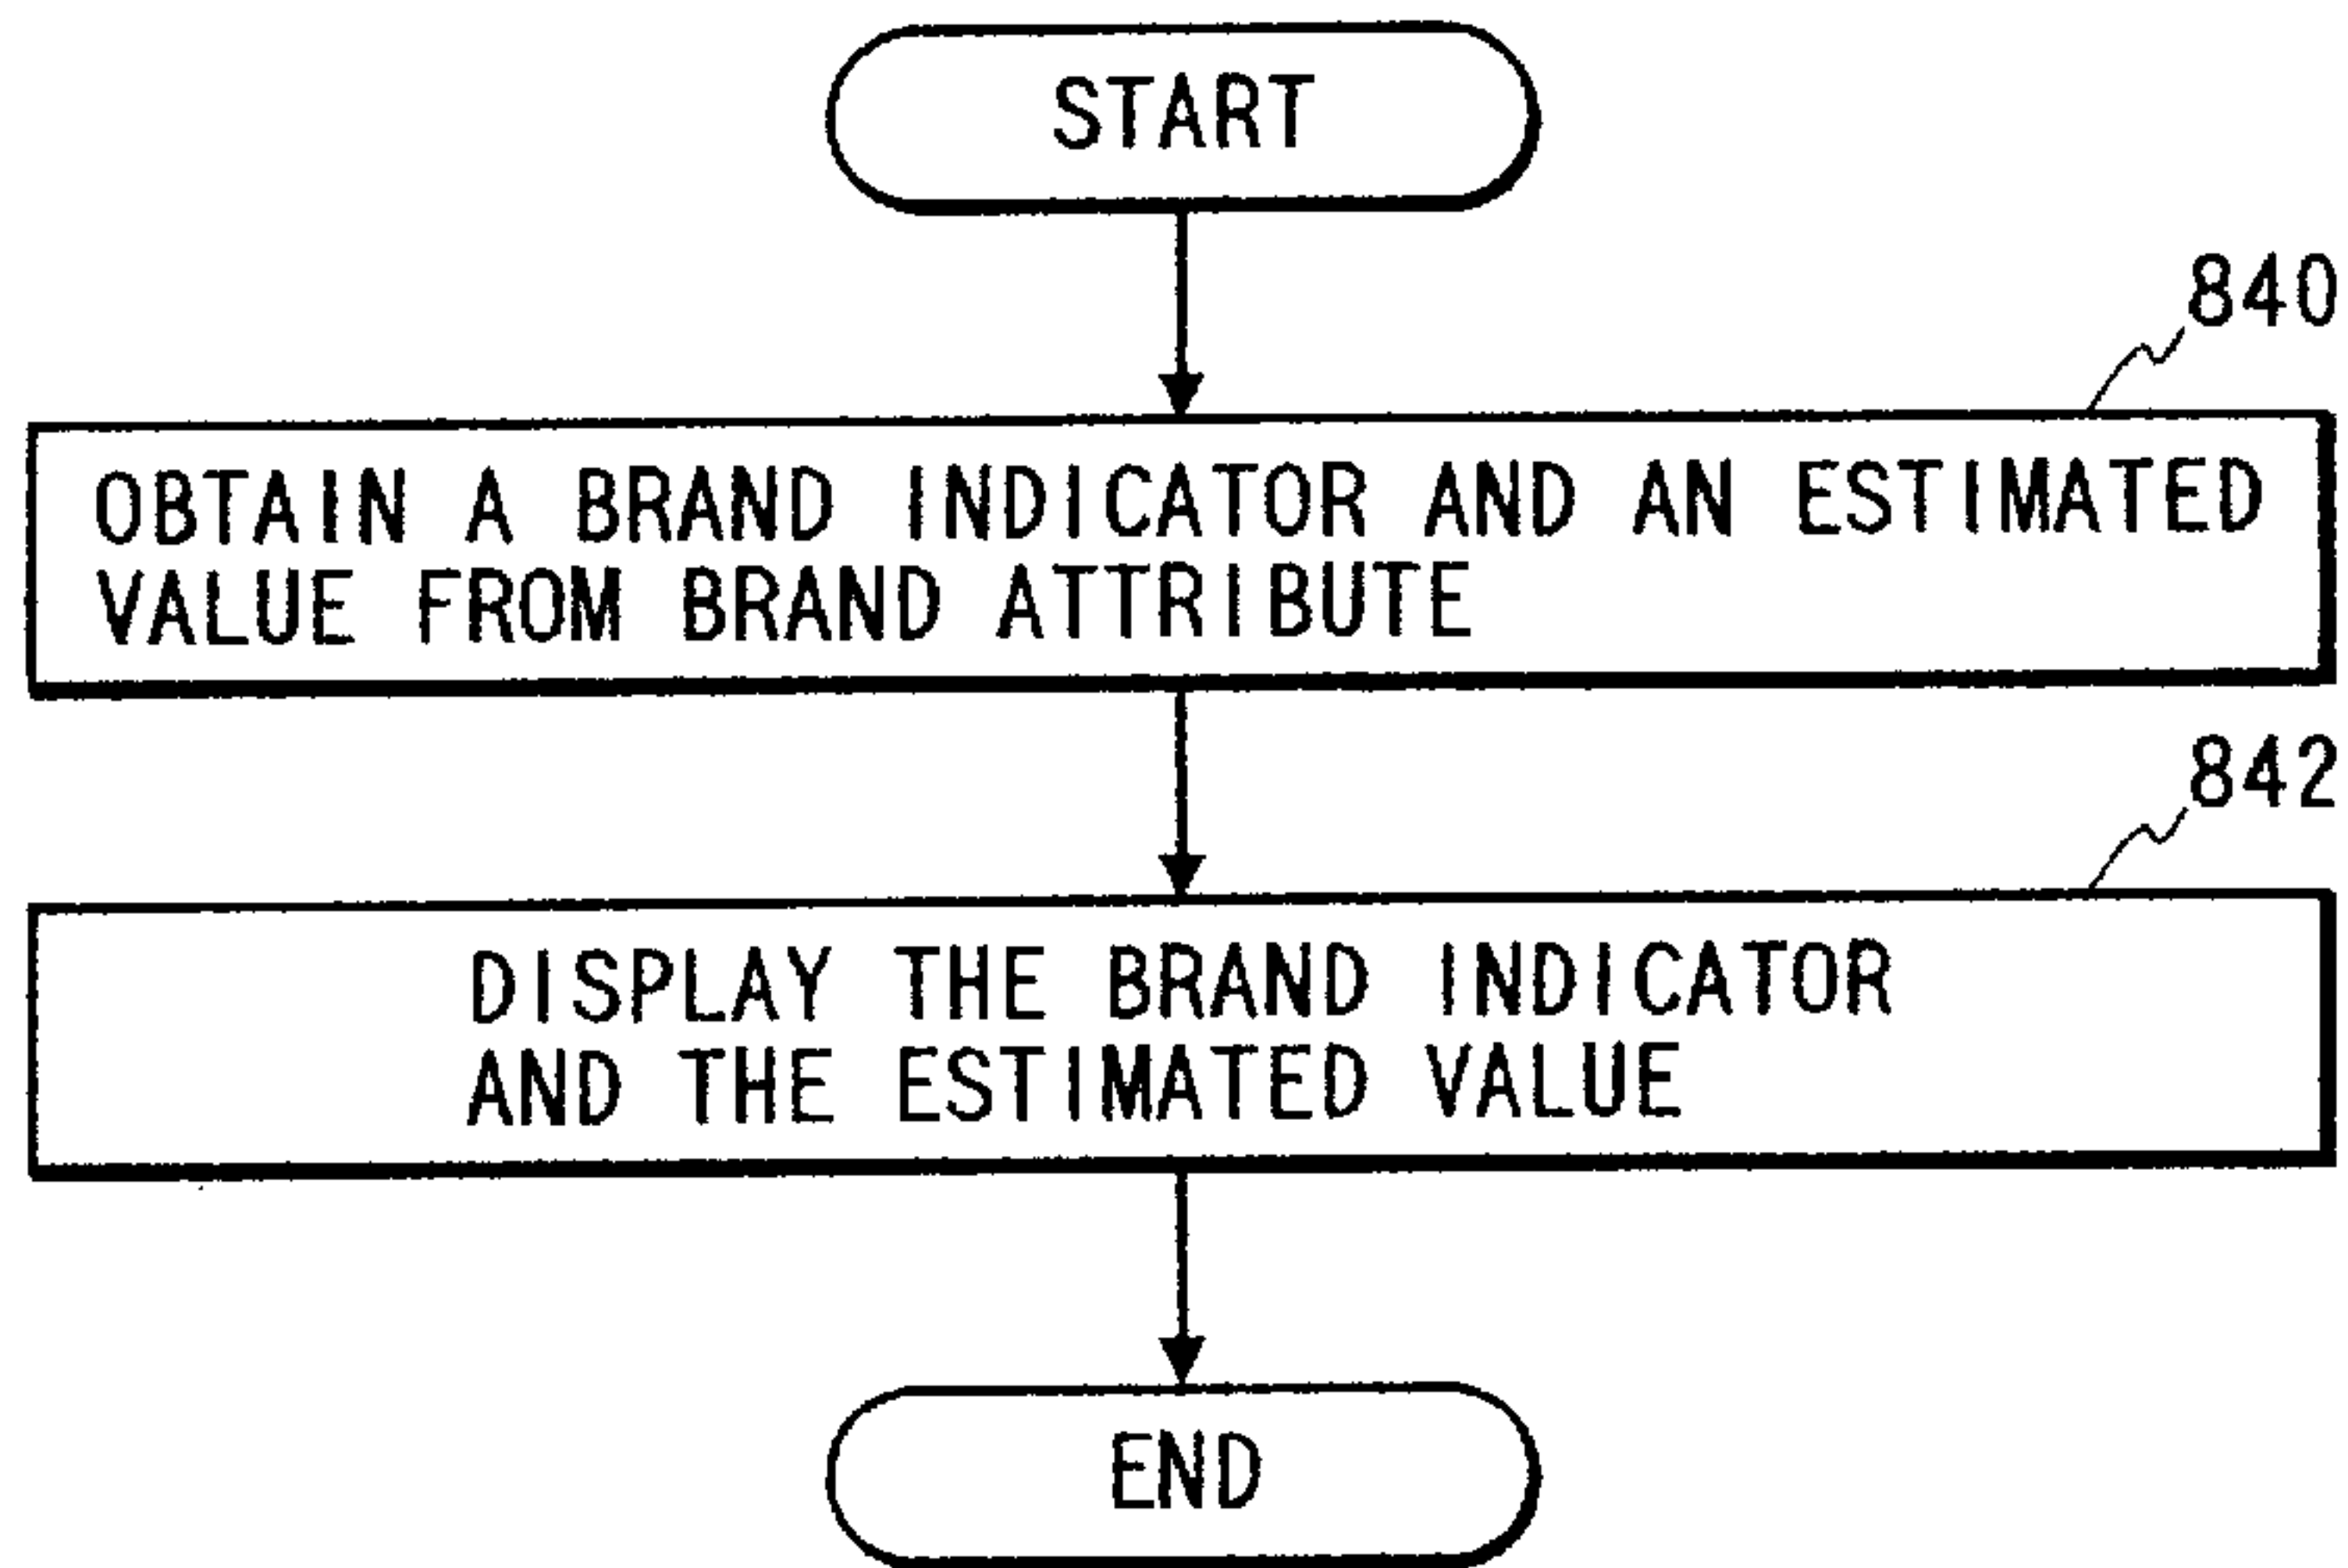 START
840
OBTAIN A BRAND INDICATOR AND AN ESTIMATED
VALUE FROM BRAND ATTRIBUTE
842
DISPLAY THE BRAND INDICATOR
AND THE ESTIMATED VALUE
END